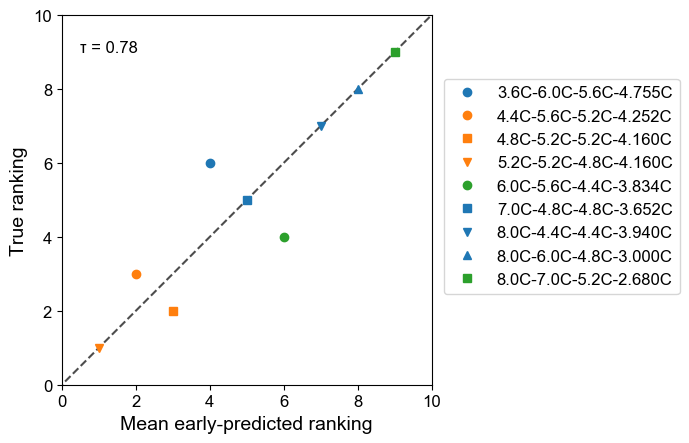 10
8
6
4
2
0
True ranking
τ = 0.78
0 2 4 6 8 10
Mean early-predicted ranking
3.6C-6.0C-5.6C-4.755C
4.4C-5.6C-5.2C-4.252C
4.8C-5.2C-5.2C-4.160C
5.2C-5.2C-4.8C-4.160C
6.0C-5.6C-4.4C-3.834C
7.0C-4.8C-4.8C-3.652C
8.0C-4.4C-4.4C-3.940C
8.0C-6.0C-4.8C-3.000C
8.0C-7.0C-5.2C-2.680C